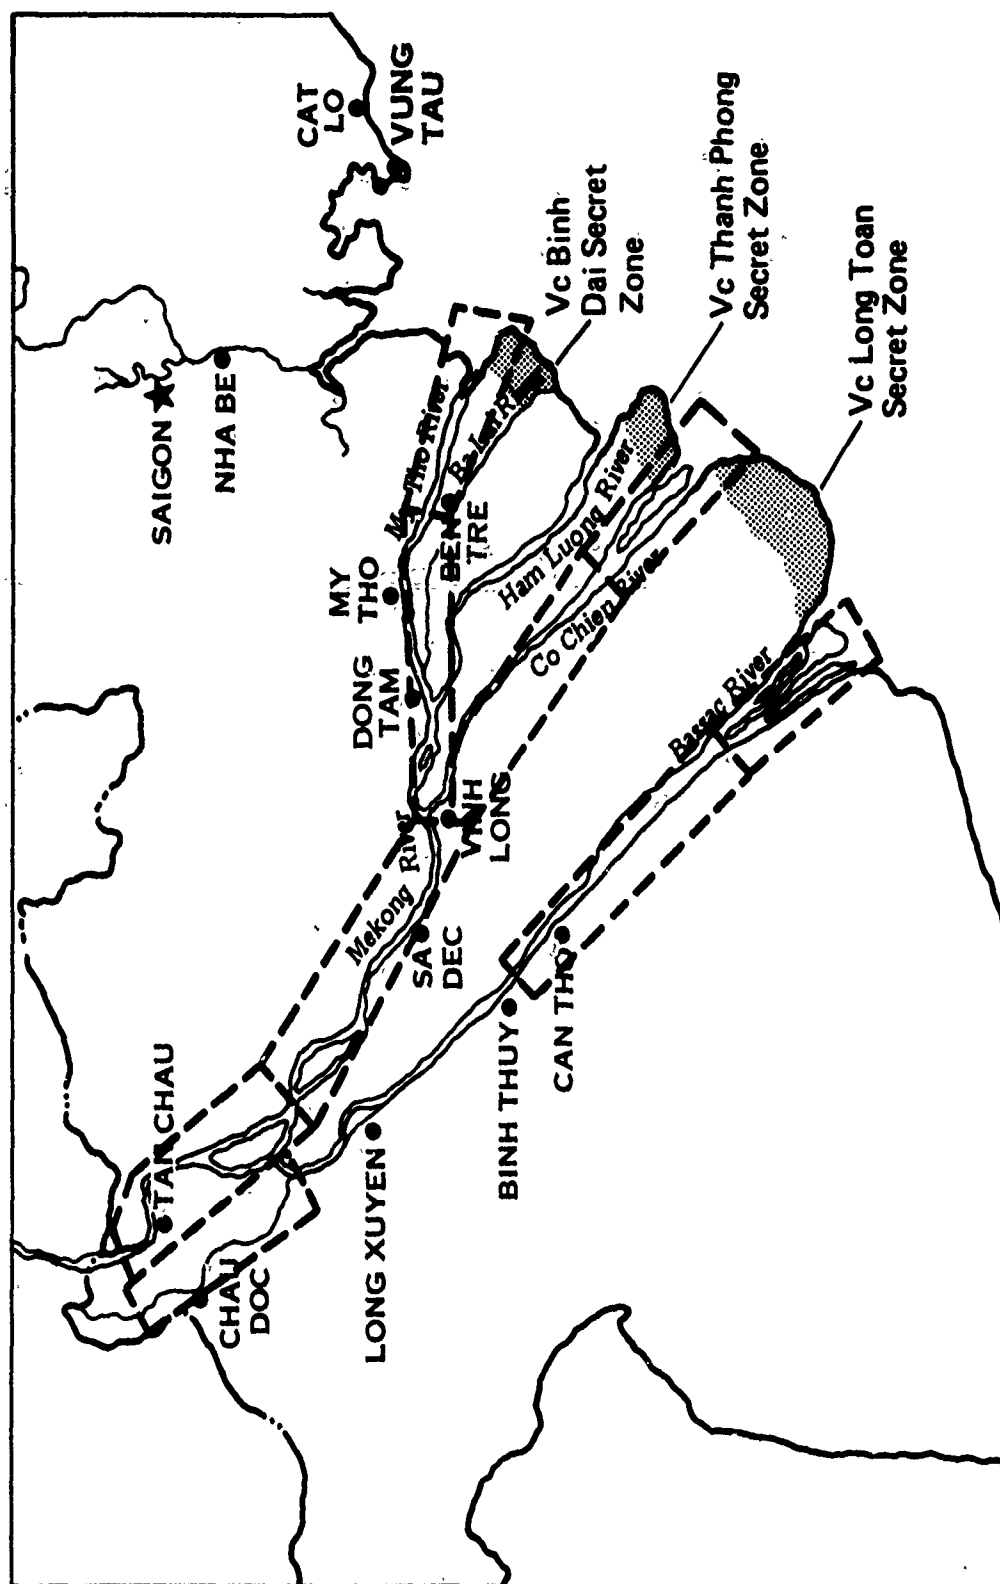 CAT
LO
VUNG
TAU
SAIGON
NHA BE
Vc Binh
Dai Secret
Zone
Vc Thanh Phong
Secret Zone
Vc Long Toan
Secret Zone
MY
THO
My Tho River
BEN
TRE
Ham Luong River
Co Chien River
DONG
TAM
Bassac River
VINH
LONG
Mekong River
SA
DEC
CAN THO
BINH THUY
TAN CHAU
LONG XUYEN
CHAU
DOC